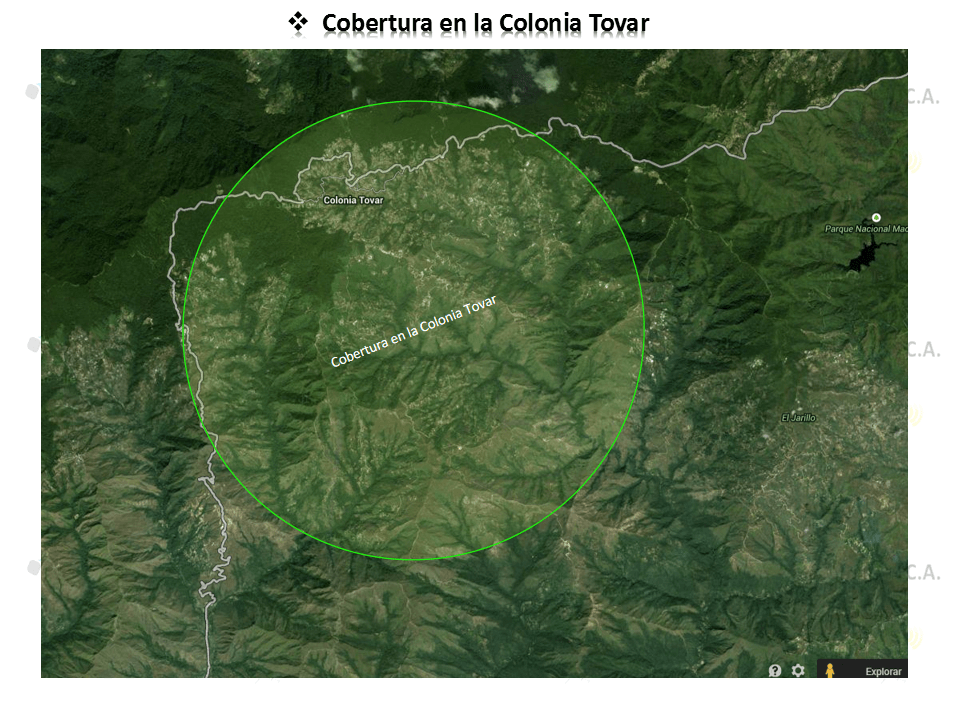 ❖ Cobertura en la Colonia Tovar
C.A.
Colonia Tovar
Parque Nacional Mac
Cobertura en la Colonia Tovar
C.A.
El Jarillo
C.A.
Explorar